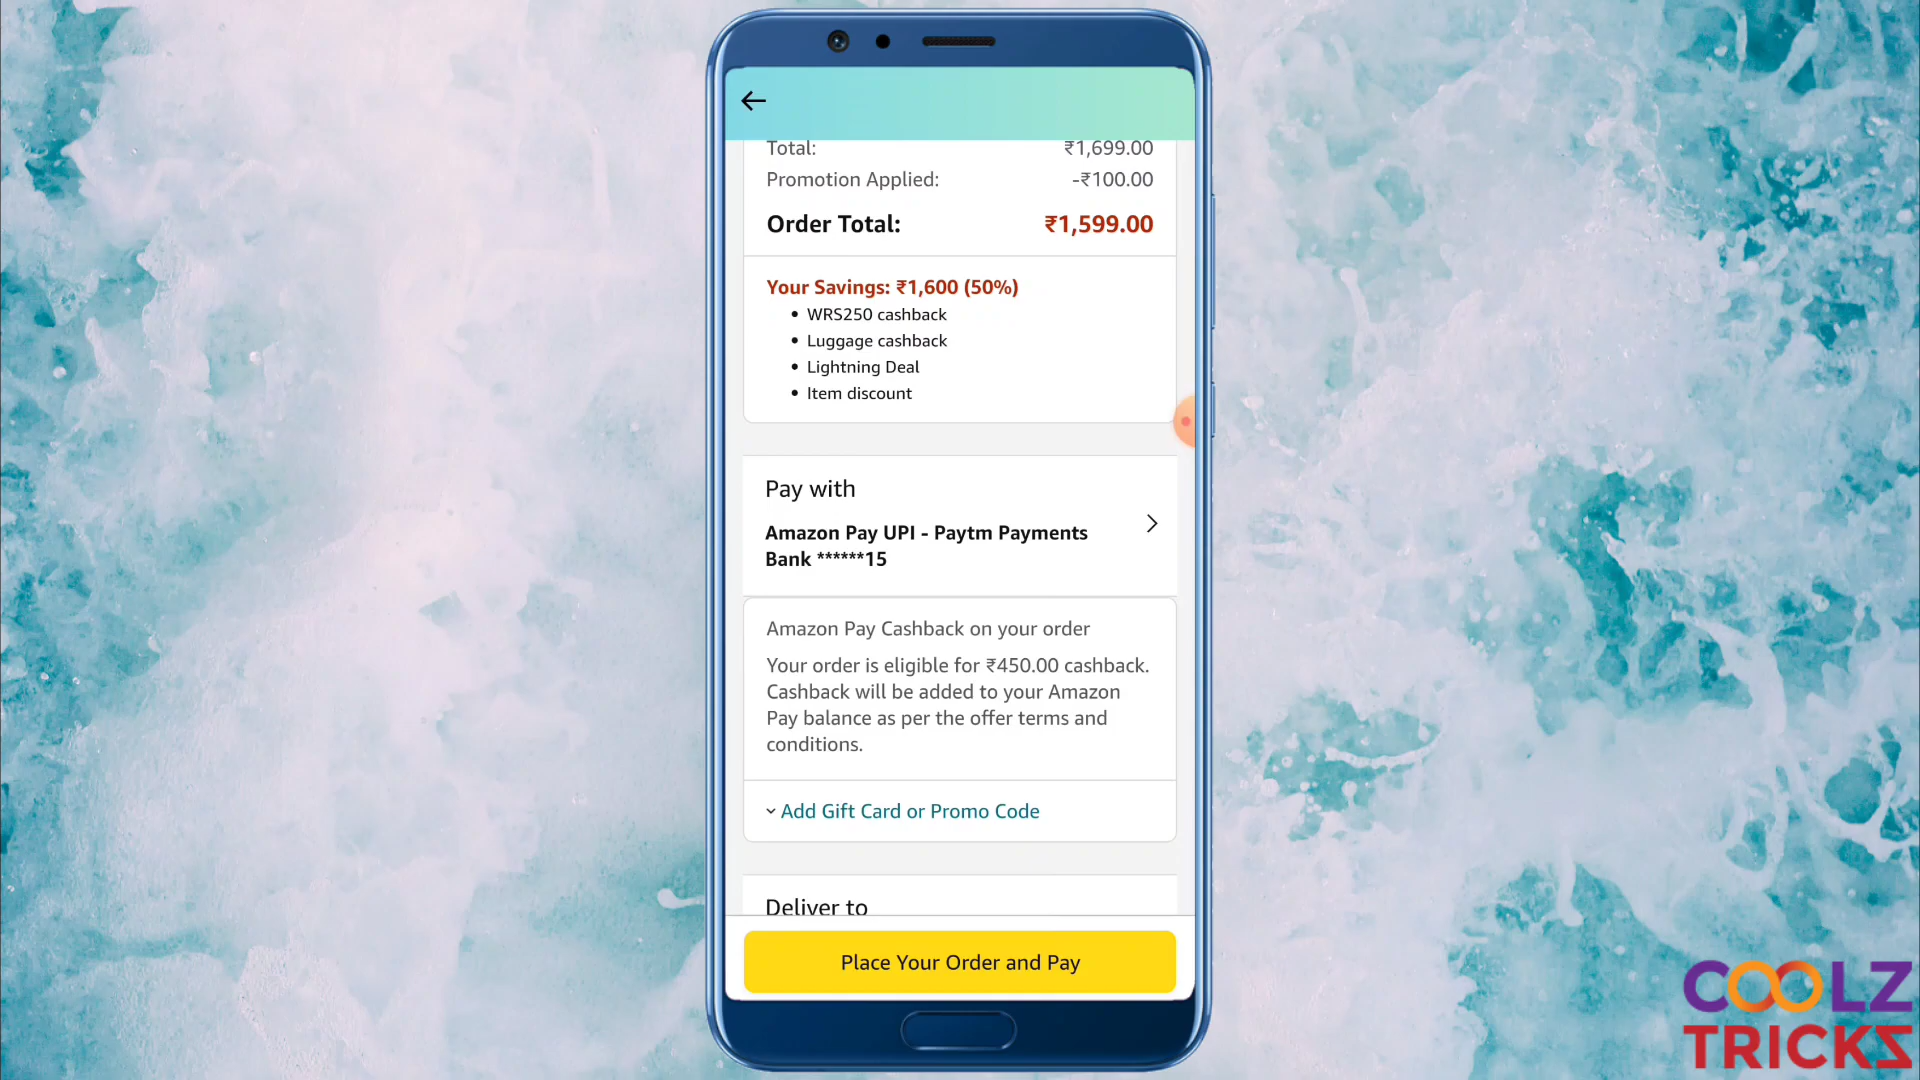 Total: ₹1,699.00
Promotion Applied: -₹100.00
Order Total: ₹1,599.00
Your Savings: ₹1,600 (50%)
• WRS250 cashback
• Luggage cashback
• Lightning Deal
• Item discount
Pay with
Amazon Pay UPI - Paytm Payments
Bank ******15
Amazon Pay Cashback on your order
Your order is eligible for ₹450.00 cashback.
Cashback will be added to your Amazon
Pay balance as per the offer terms and
conditions.
Add Gift Card or Promo Code
Deliver to
Place Your Order and Pay
COOLZ
TRICKS